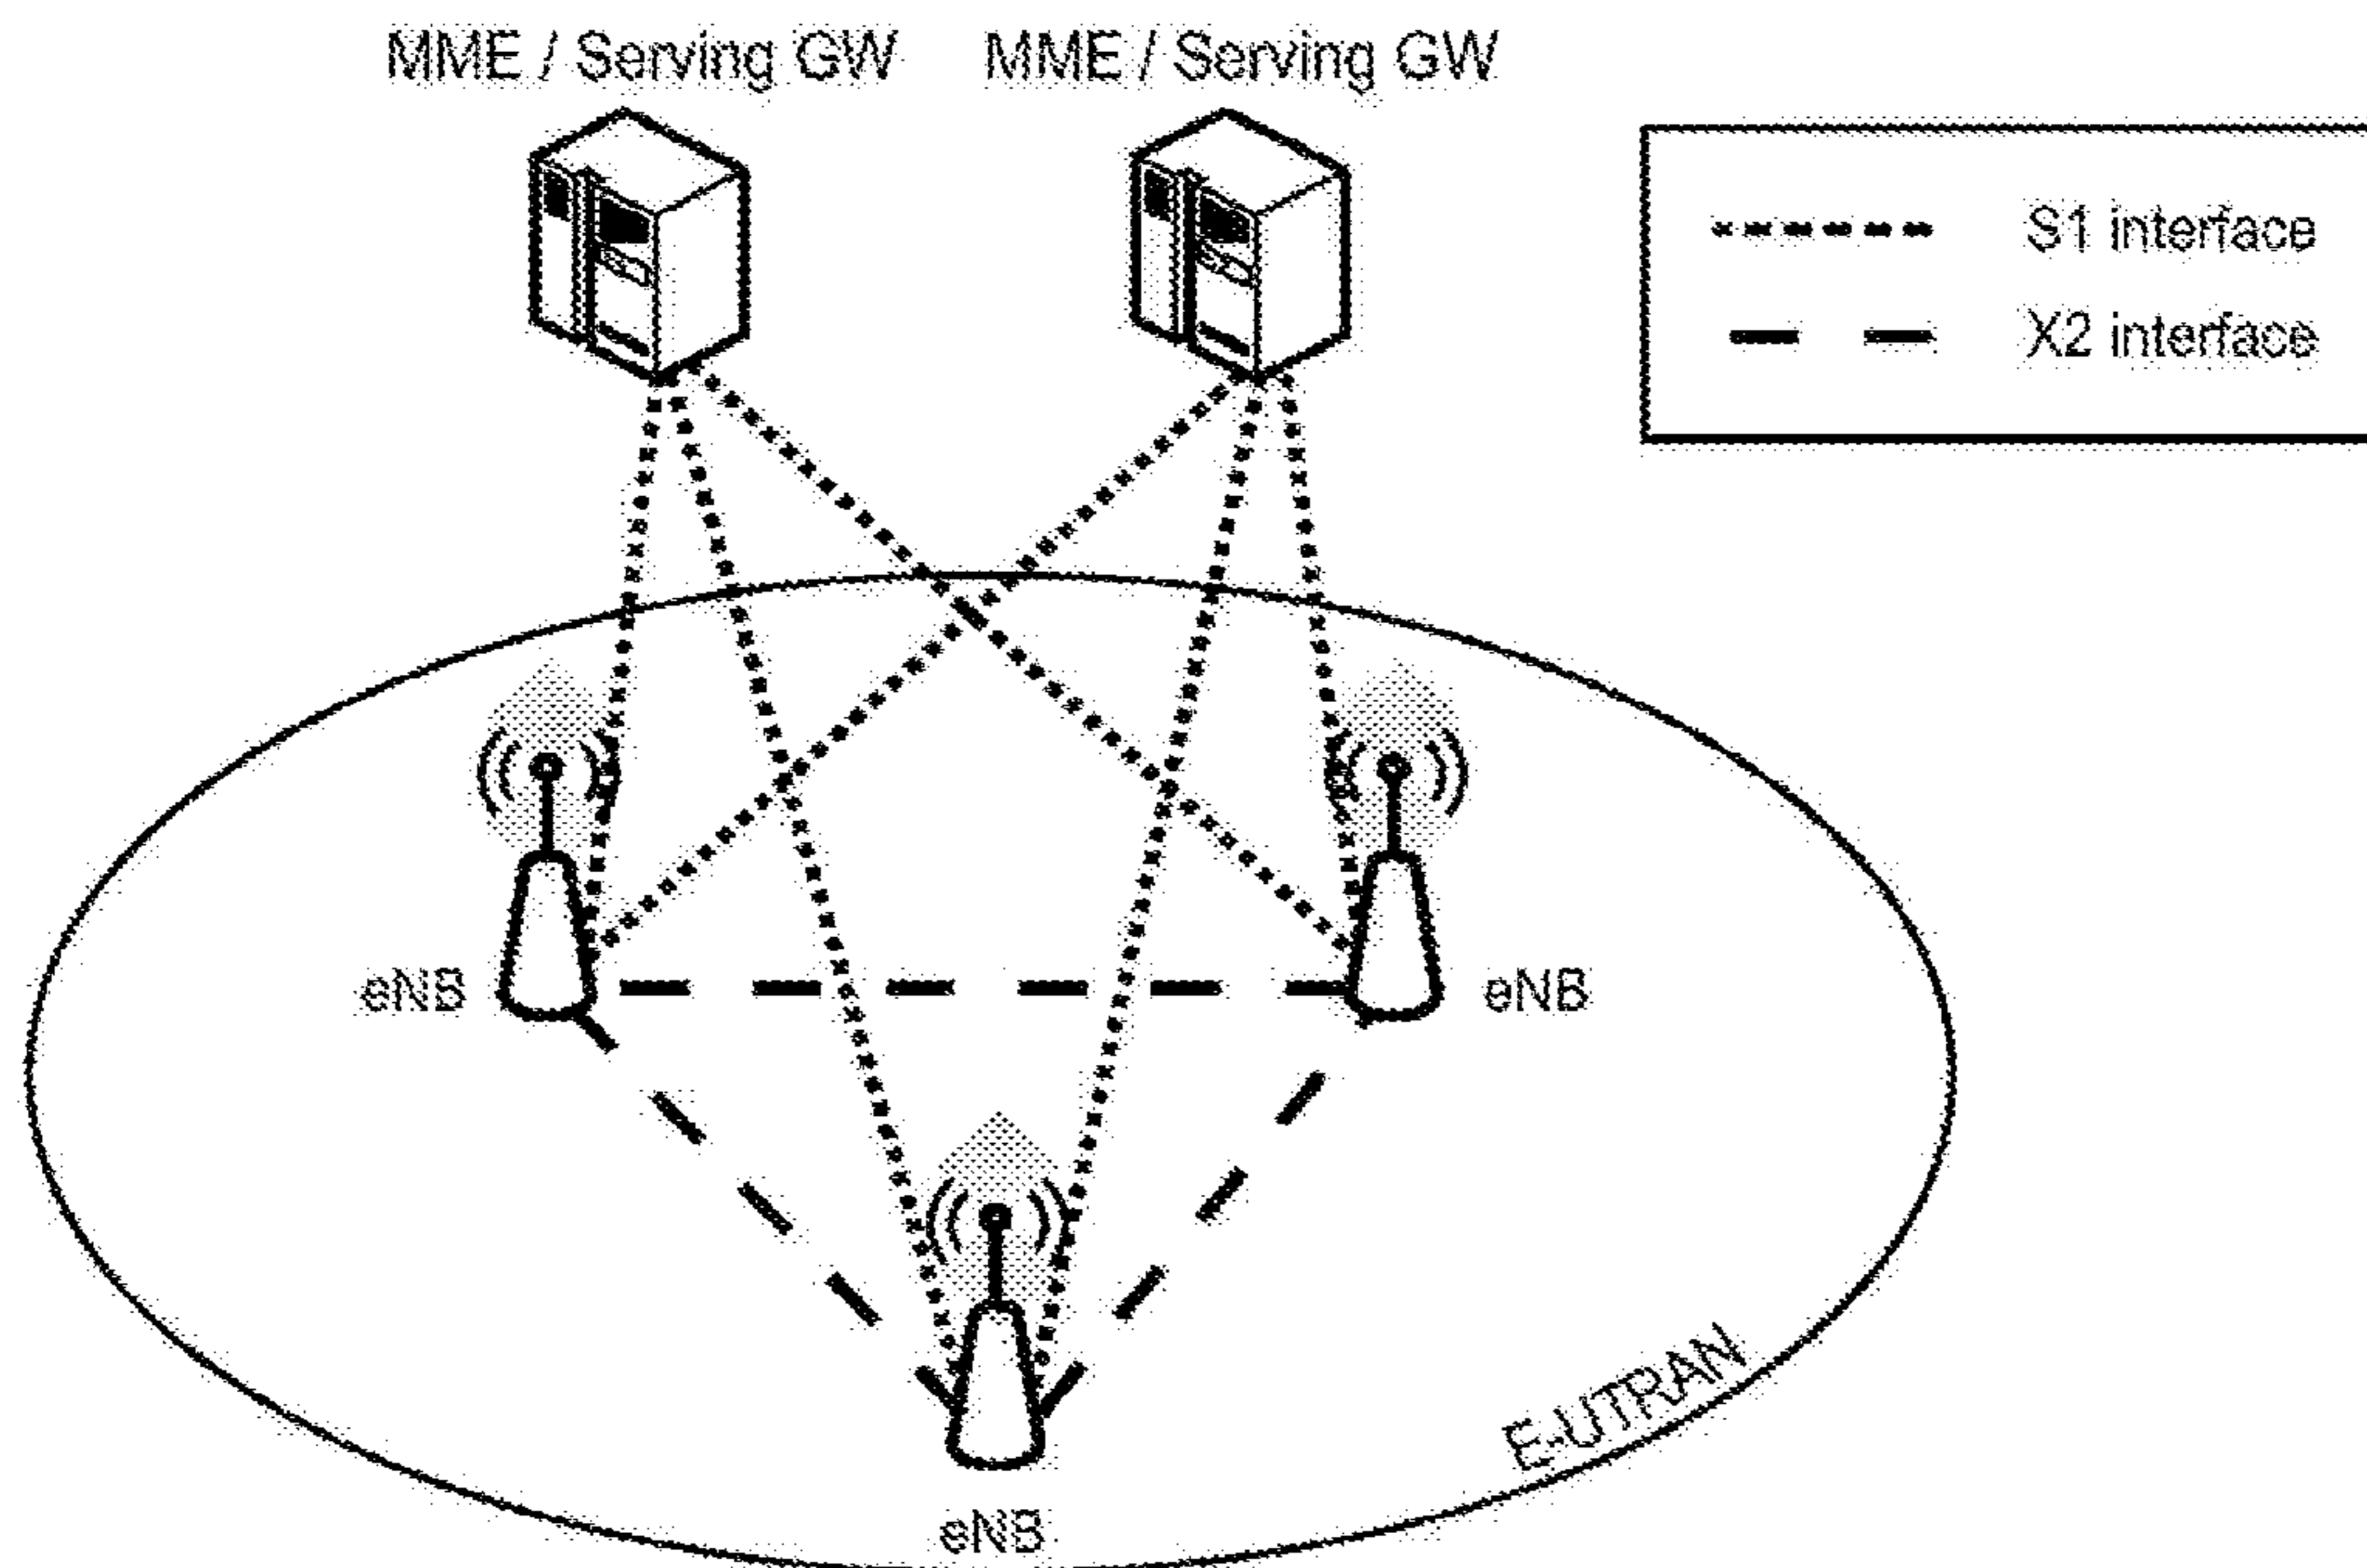 MME / Serving GW
MME / Serving GW
S1 interface
X2 interface
eNB
eNB
E-UTRAN
eNB